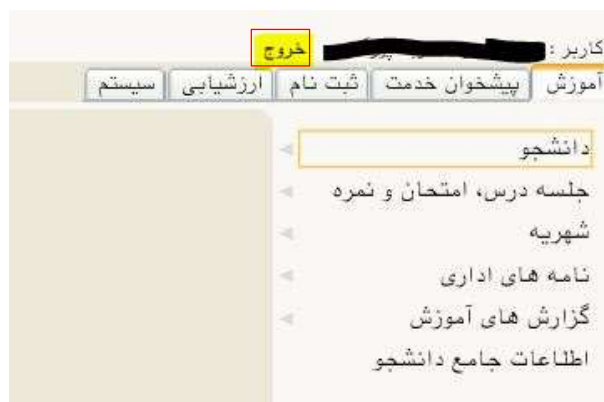 کاربر : خروج
آموزش پیشخوان خدمت ثبت نام ارزشیابی سیستم
دانشجو
جلسه درس، امتحان و نمره
شهریه
نامه های اداری
گزارش های آموزش
اطلاعات جامع دانشجو